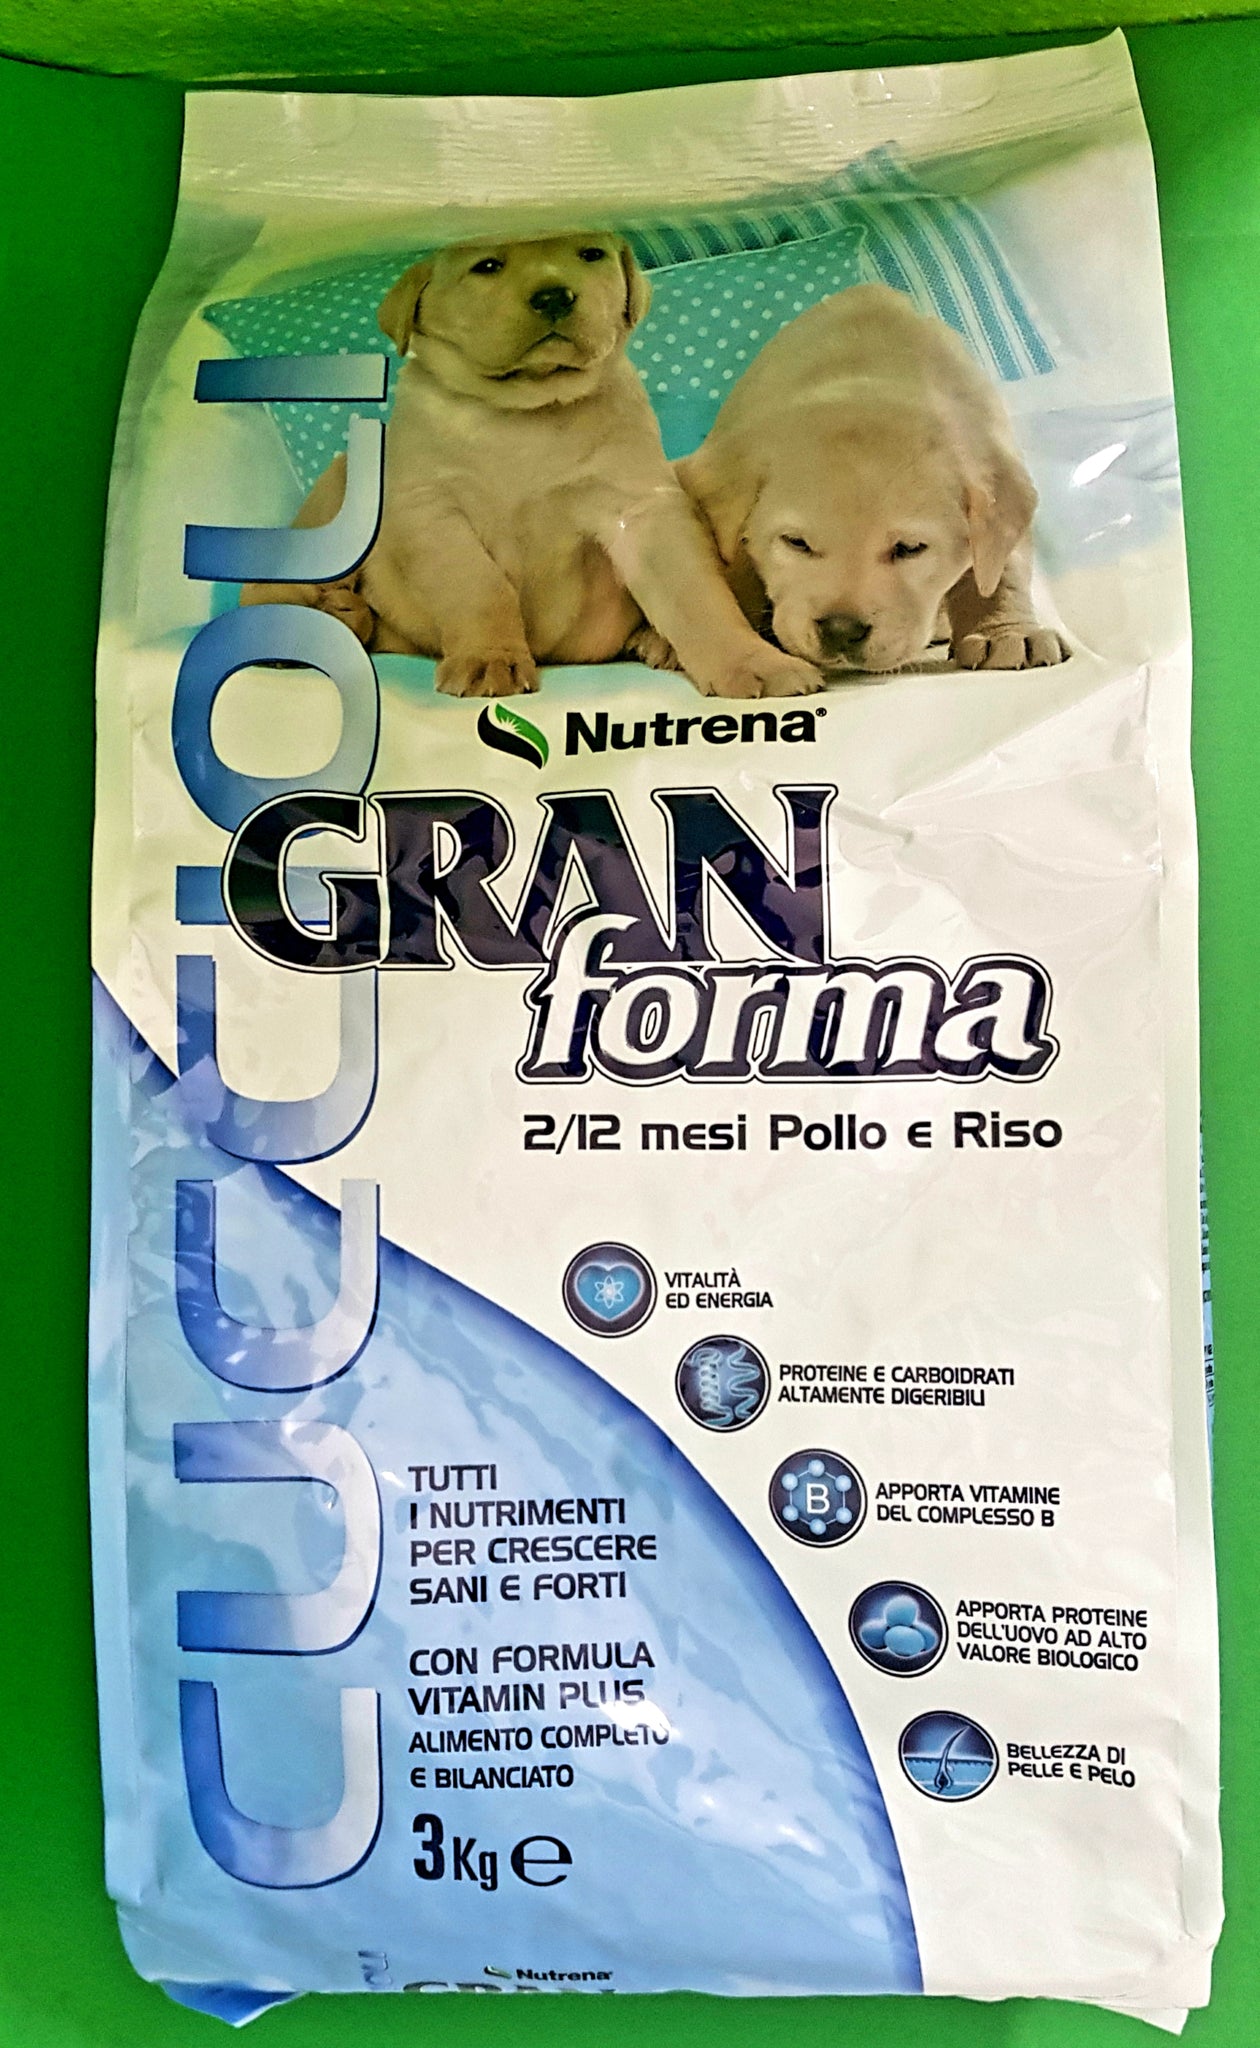 CUCCIOLI
Nutrena®
GRAN
forma
2/12 mesi Pollo e Riso
VITALITÀ
ED ENERGIA
PROTEINE E CARBOIDRATI
ALTAMENTE DIGERIBILI
B
APPORTA VITAMINE
DEL COMPLESSO B
APPORTA PROTEINE
DELL'UOVO AD ALTO
VALORE BIOLOGICO
BELLEZZA DI
PELLE E PELO
TUTTI
I NUTRIMENTI
PER CRESCERE
SANI E FORTI
CON FORMULA
VITAMIN PLUS
ALIMENTO COMPLETO
E BILANCIATO
3Kg ℮
Nutrena®
GRAN